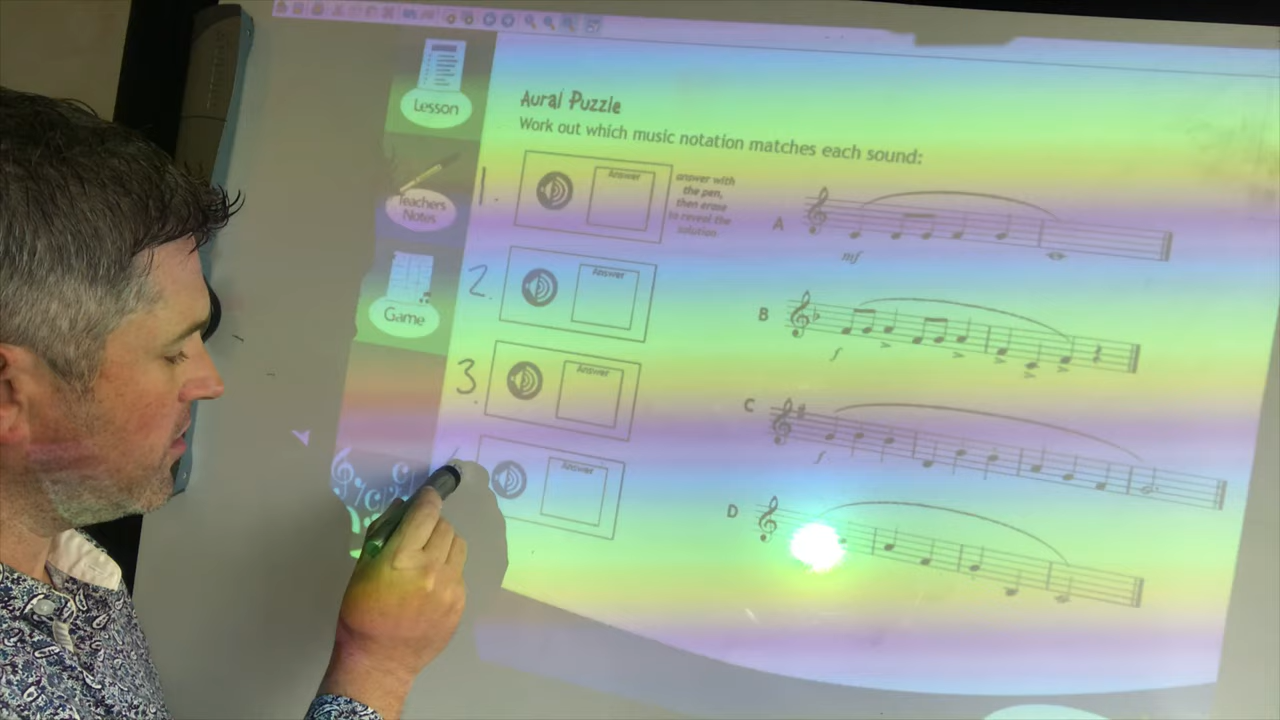 Lesson
Teachers
Notes
Game
Aural Puzzle
Work out which music notation matches each sound:
1.
Answer
answer with
the pen,
then erase
to reveal the
solution
2.
Answer
3.
Answer
Answer
A
mf
B
f
C
f
D